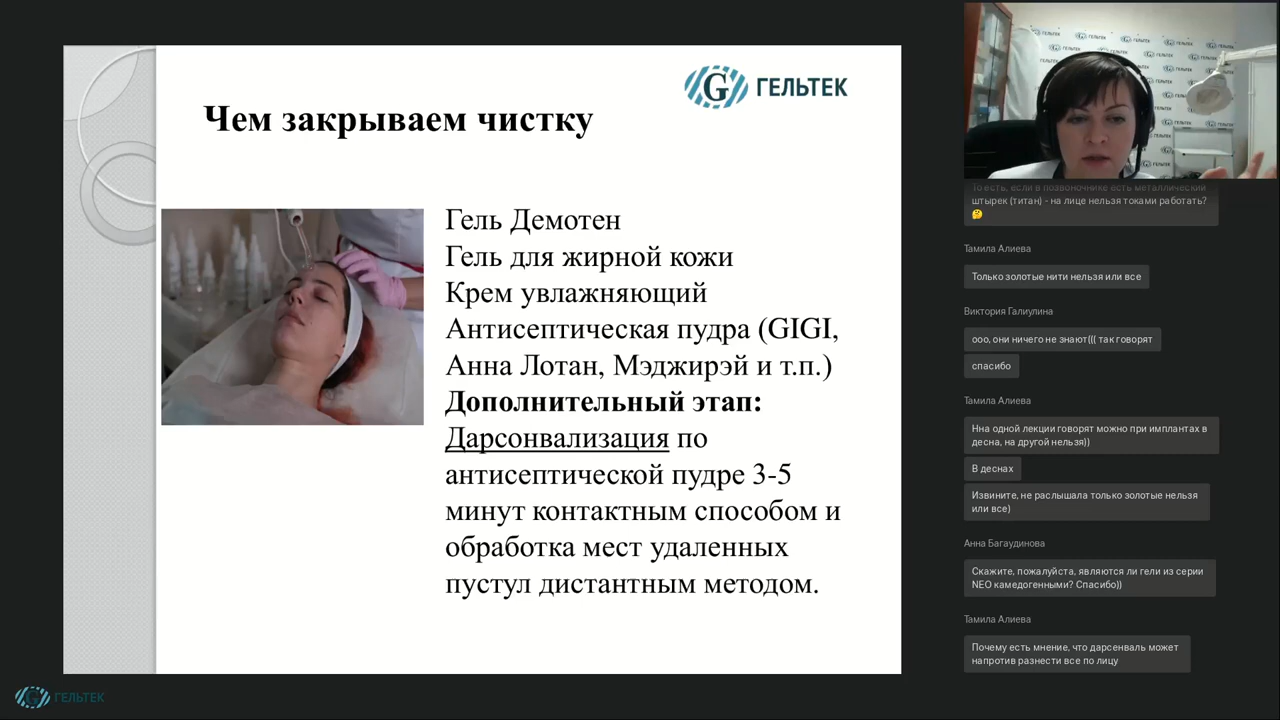 ГЕЛЬТЕК
Чем закрываем чистку
Гель Демотен
Гель для жирной кожи
Крем увлажняющий
Антисептическая пудра (GIGI,
Анна Лотан, Мэджирэй и т.п.)
Дополнительный этап:
Дарсонвализация по
антисептической пудре 3-5
минут контактным способом и
обработка мест удаленных
пустул дистантным методом.
ГЕЛЬТЕК
То есть, если в позвоночнике есть металлический
штырек (титан) - на лице нельзя токами работать?
🤔
Тамила Алиева
Только золотые нити нельзя или все
Виктория Галиулина
ооо, они ничего не знают((( так говорят
спасибо
Тамила Алиева
Нна одной лекции говорят можно при имплантах в
десна, на другой нельзя))
В деснах
Извините, не распышала только золотые нельзя
или все)
Анна Багаудинова
Скажите, пожалуйста, являются ли гели из серии
NEO камедогенными? Спасибо))
Тамила Алиева
Почему есть мнение, что дарсенваль может
напротив разнести все по лицу